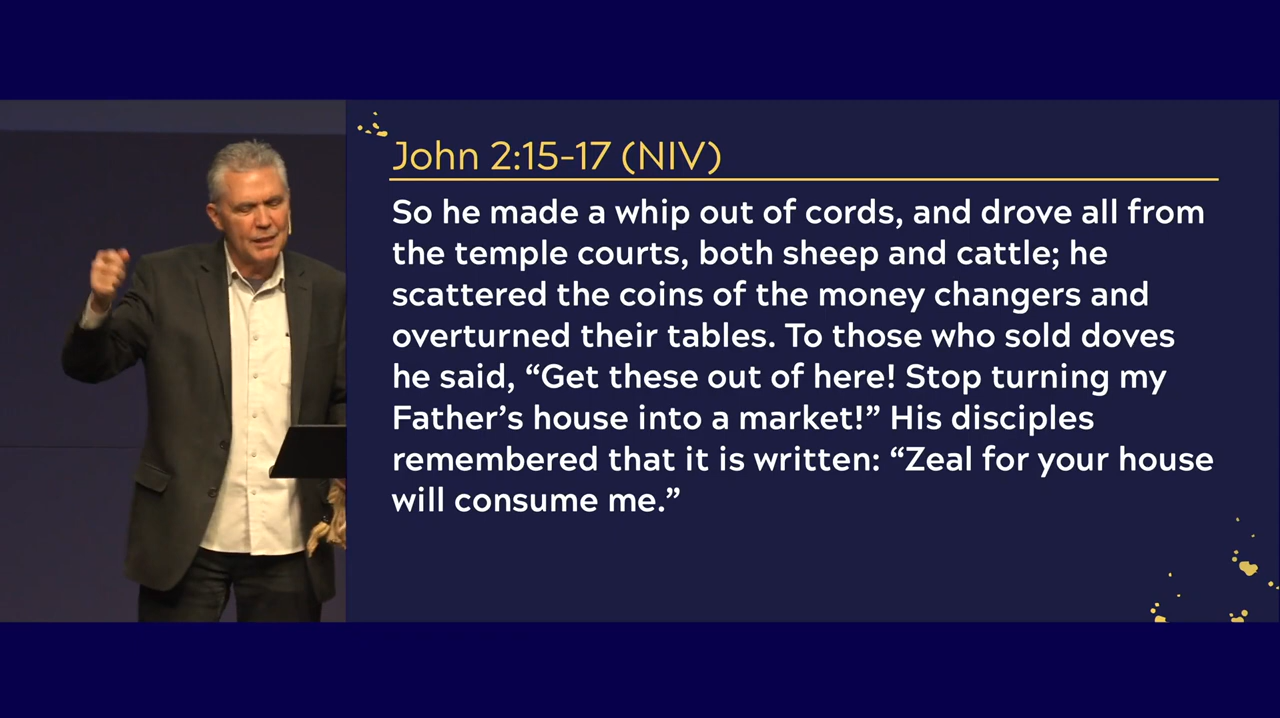 John 2:15-17 (NIV)
So he made a whip out of cords, and drove all from
the temple courts, both sheep and cattle; he
scattered the coins of the money changers and
overturned their tables. To those who sold doves
he said, “Get these out of here! Stop turning my
Father’s house into a market!” His disciples
remembered that it is written: “Zeal for your house
will consume me.”